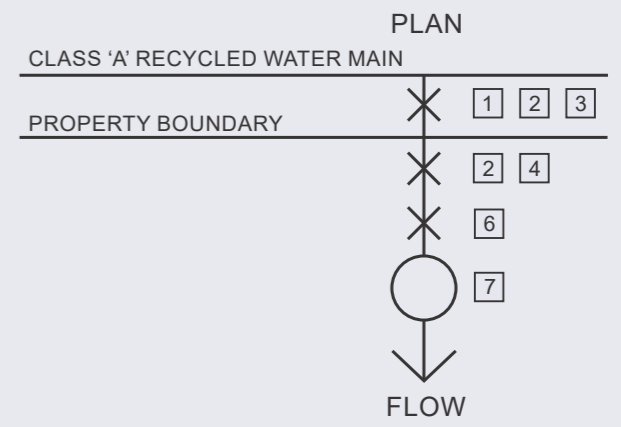 PLAN
CLASS ‘A’ RECYCLED WATER MAIN
1 2 3
PROPERTY BOUNDARY
2 4
6
7
FLOW